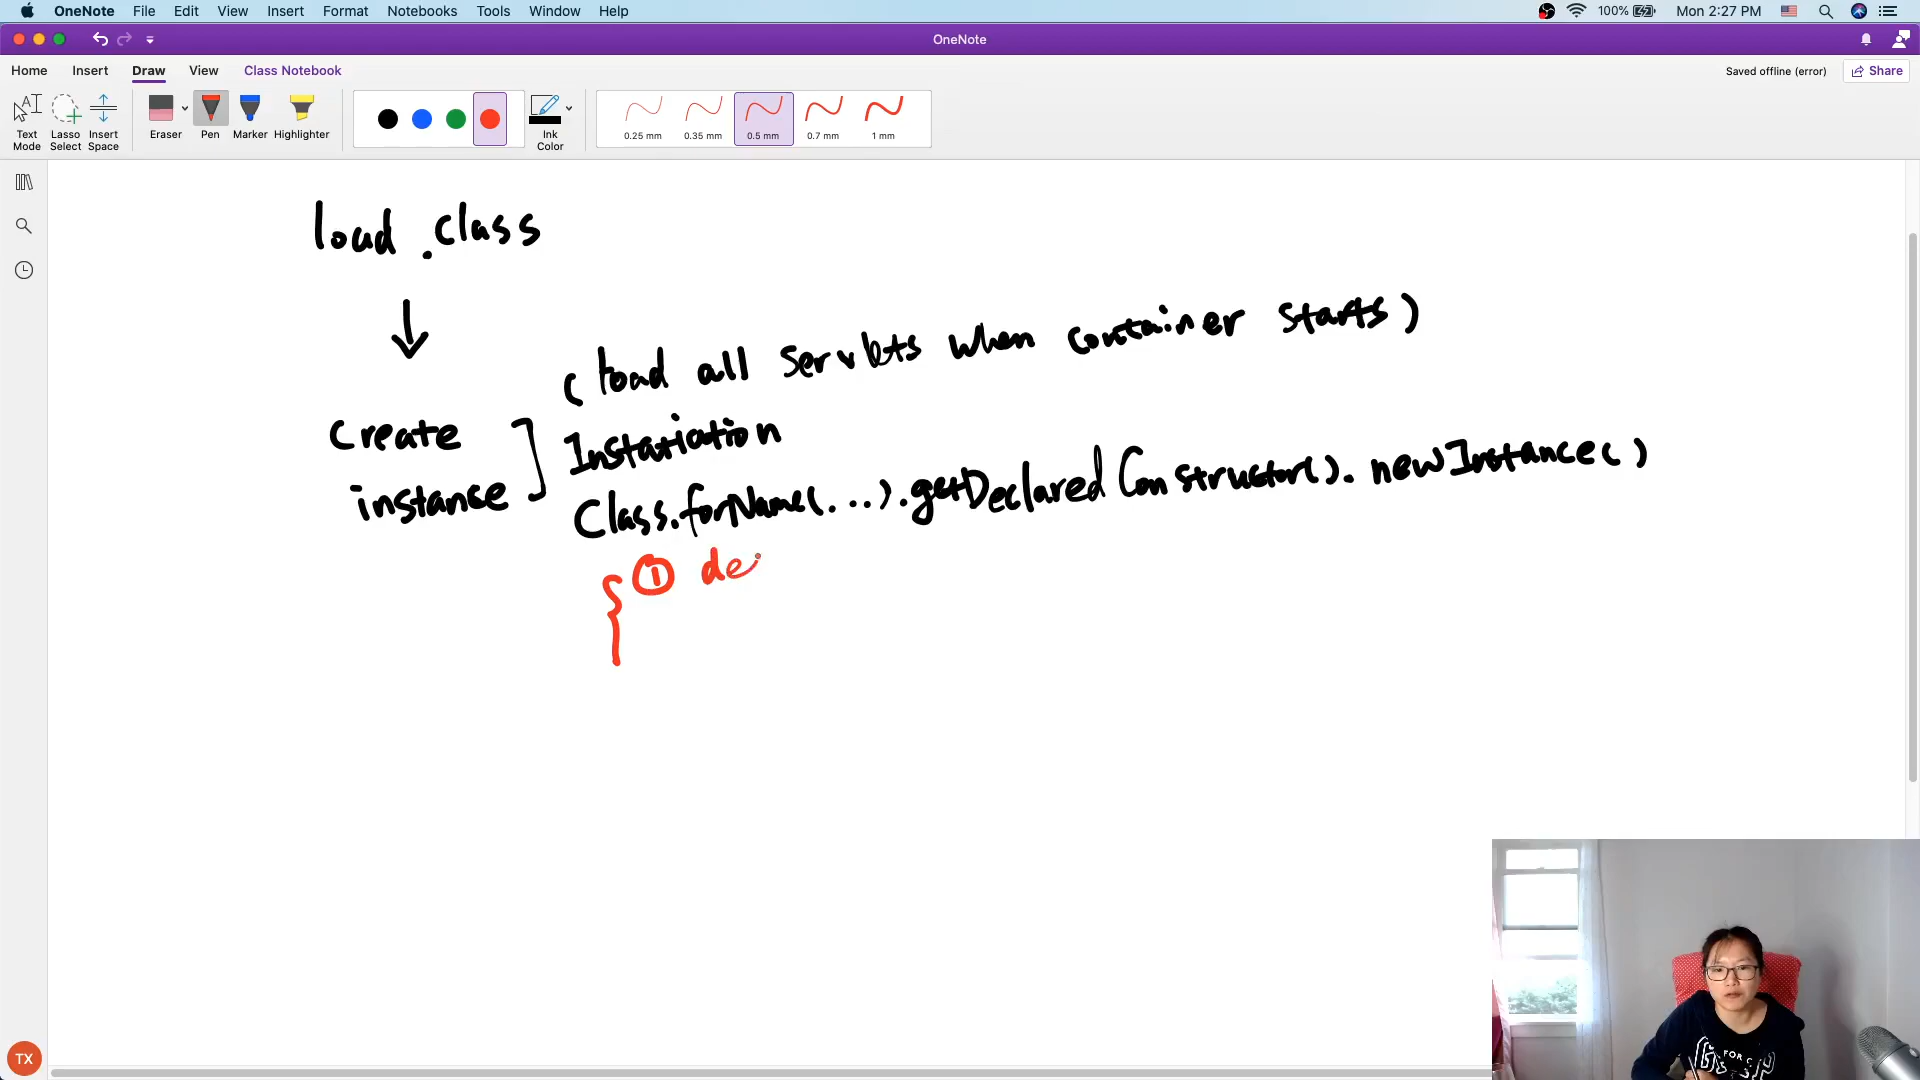 OneNote File Edit View Insert Format Notebooks Tools Window Help 100% Mon 2:27 PM
OneNote
Home Insert Draw View Class Notebook Saved offline (error) Share
Text Mode Lasso Select Insert Space Eraser Pen Marker Highlighter Ink Color 0.25 mm 0.35 mm 0.5 mm 0.7 mm 1 mm
load .class
(load all servlets when container starts)
Create
instance
Instatiation
Class.forName(...).getDeclaredConstructor().newInstance()
① de
TX
FOR C